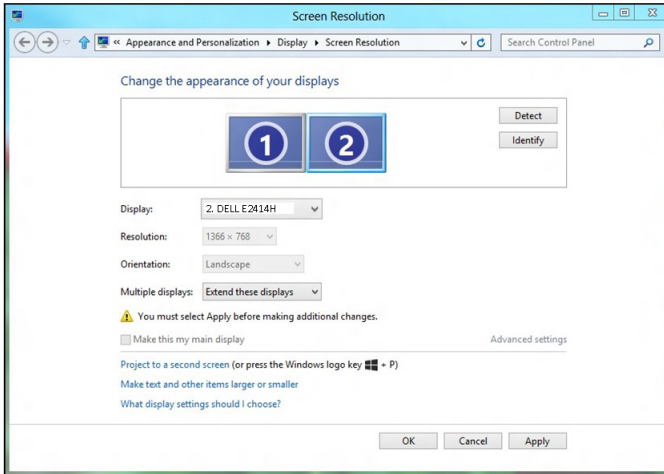 Screen Resolution
« Appearance and Personalization Display Screen Resolution
Search Control Panel
Change the appearance of your displays
1 2
Detect
Identify
Display: 2. DELL E2414H
Resolution: 1366 × 768
Orientation: Landscape
Multiple displays: Extend these displays
You must select Apply before making additional changes.
Make this my main display
Advanced settings
Project to a second screen (or press the Windows logo key + P)
Make text and other items larger or smaller
What display settings should I choose?
OK Cancel Apply